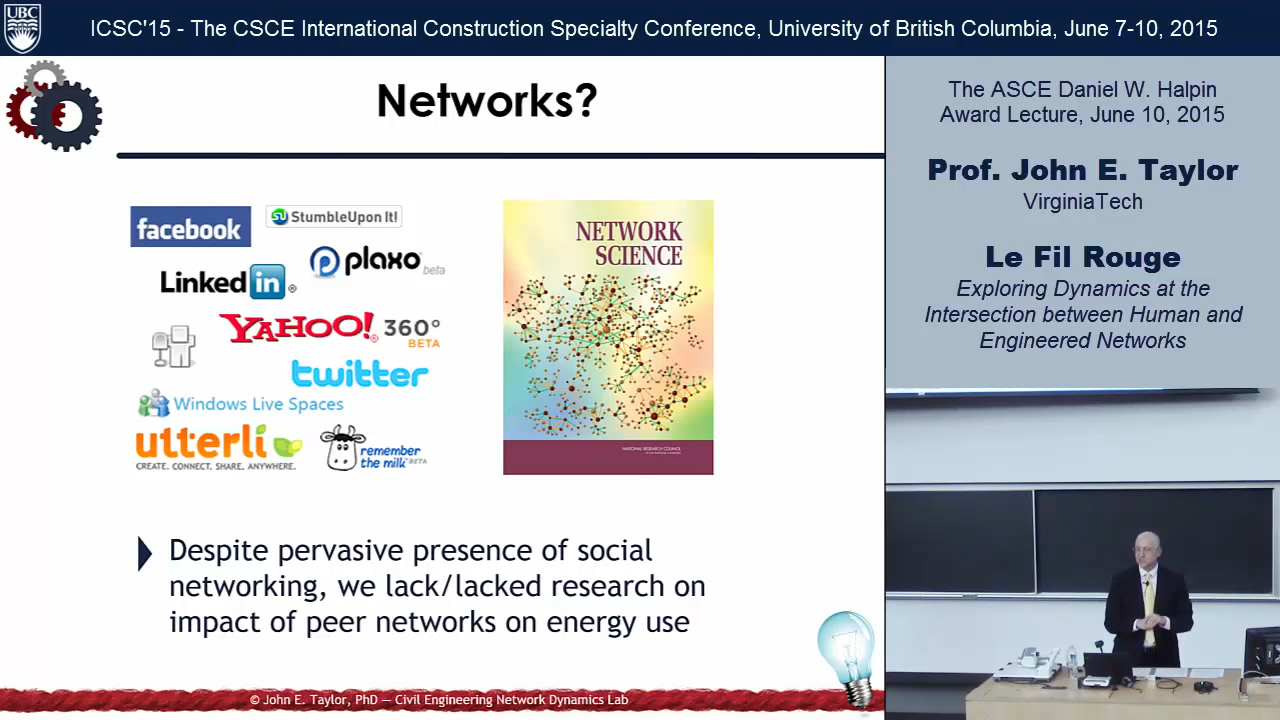 UBC
ICSC'15 - The CSCE International Construction Specialty Conference, University of British Columbia, June 7-10, 2015
Networks?
facebook
StumbleUpon It!
LinkedIn®
plaxo beta
YAHOO!® 360°
BETA
twitter
Windows Live Spaces
utterli
CREATE. CONNECT. SHARE. ANYWHERE.
remember
the milk BETA
NETWORK
SCIENCE
NATIONAL RESEARCH COUNCIL
Despite pervasive presence of social
networking, we lack/lacked research on
impact of peer networks on energy use
© John E. Taylor, PhD — Civil Engineering Network Dynamics Lab
The ASCE Daniel W. Halpin
Award Lecture, June 10, 2015
Prof. John E. Taylor
VirginiaTech
Le Fil Rouge
Exploring Dynamics at the
Intersection between Human and
Engineered Networks